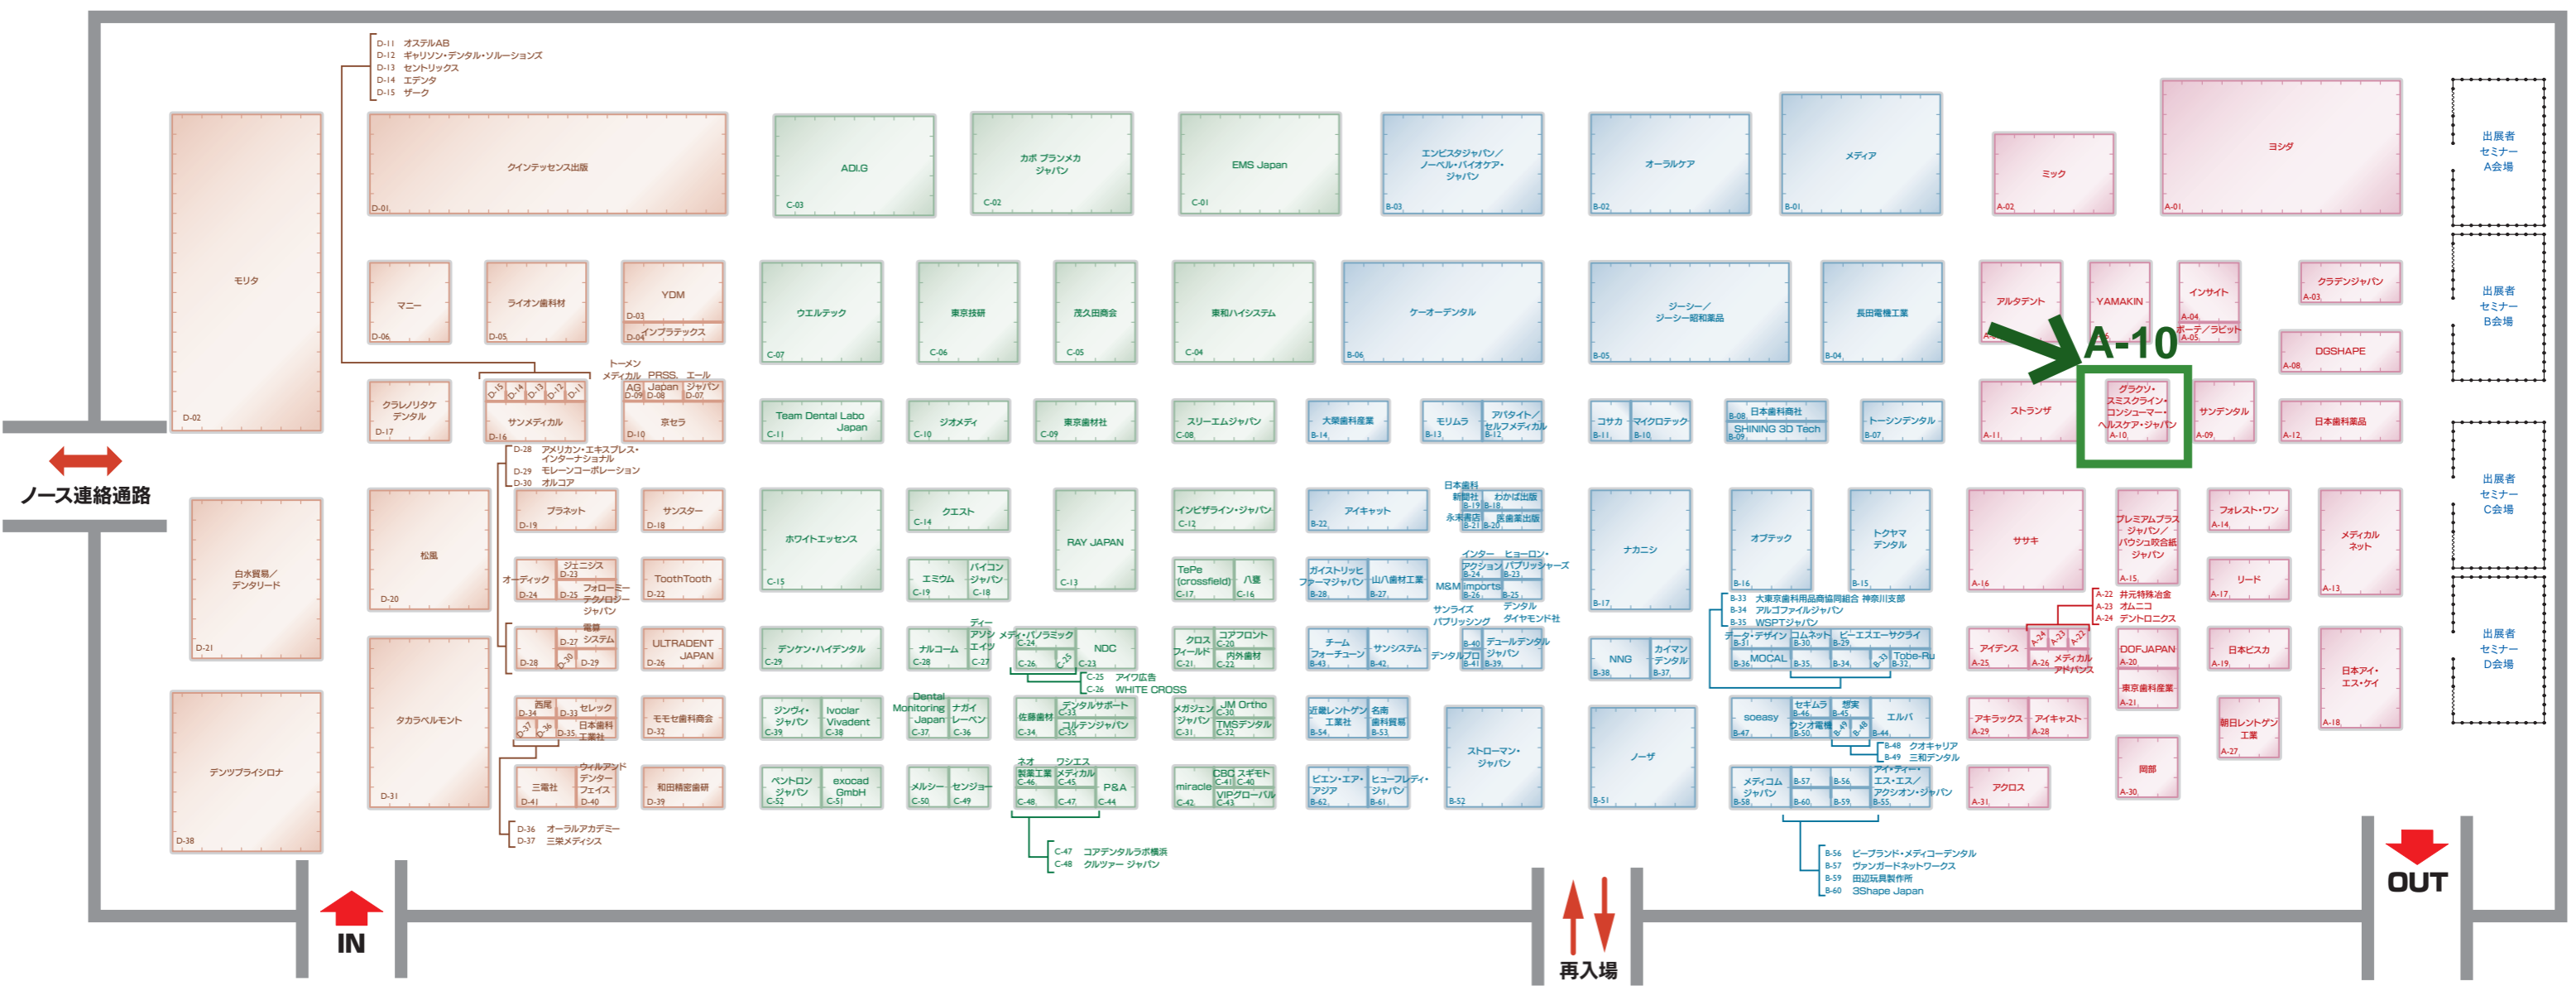 D-11 オステルAB
D-12 ギャリソン・デンタル・ソルーションズ
D-13 セントリックス
D-14 エデンタ
D-15 ザーク
モリタ
D-02
クインテッセンス出版
D-01
ADI.G
C-03
カボ プランメカ
ジャパン
C-02
EMS Japan
C-01
エンビスタジャパン／
ノーベル・バイオケア・
ジャパン
B-03
オーラルケア
B-02
メディア
B-01
ミック
A-02
ヨシダ
A-01
出展者
セミナー
A会場
マニー
D-06
ライオン歯科材
D-05
YDM
D-03
インプラテックス
D-04
ウエルテック
C-07
東京技研
C-06
茂久田商会
C-05
東和ハイシステム
C-04
ケーオーデンタル
B-06
ジーシー／
ジーシー昭和薬品
B-05
長田電機工業
B-04
アルタデント
YAMAKIN
インサイト
A-04
ボーテ／ラビット
A-05
クラデンジャパン
A-03
DGSHAPE
A-08
A-10
出展者
セミナー
B会場
クラレノリタケ
デンタル
D-17
D-15 D-14 D-13 D-12 D-11
サンメディカル
D-16
トーメン
メディカル
AG
D-09
PRSS.
Japan
D-08
エール
ジャパン
D-07
京セラ
D-10
Team Dental Labo
Japan
C-11
ジオメディ
C-10
東京歯材社
C-09
スリーエムジャパン
C-08
大榮歯科産業
B-14
モリムラ
B-13
アパタイト／
セルフメディカル
B-12
コサカ
B-11
マイクロテック
B-10
日本歯科商社
B-08
SHINING 3D Tech
B-09
トーシンデンタル
B-07
ストランザ
A-11
グラクソ・
スミスクライン・
コンシューマー・
ヘルスケア・ジャパン
A-10
サンデンタル
A-09
日本歯科薬品
A-12
ノース連絡通路
D-28 アメリカン・エキスプレス・
インターナショナル
D-29 モレーンコーポレーション
D-30 オルコア
白水貿易／
デンタリード
D-21
松風
D-20
プラネット
D-19
サンスター
D-18
オーディック
D-24
ジェニシス
D-23
フォローミー
テクノロジー
ジャパン
D-25
ToothTooth
D-22
ホワイトエッセンス
C-15
クエスト
C-14
エミウム
C-19
バイコン
ジャパン
C-18
RAY JAPAN
C-13
インビザライン・ジャパン
C-12
TePe
(crossfield)
C-17
八重
C-16
アイキャット
B-22
日本歯科
新聞社
B-19
わかば出版
B-18
永末書店
B-21
医歯薬出版
B-20
ガイストリッヒ
ファーマジャパン
B-28
山八歯材工業
B-27
インター
アクション
B-24
ヒョーロン・
パブリッシャーズ
B-23
M&M imports
B-26
デンタル
ダイヤモンド社
B-25
ナカニシ
B-17
オプテック
B-16
トクヤマ
デンタル
B-15
ササキ
A-16
プレミアムプラス
ジャパン／
バウシュ咬合紙
ジャパン
A-15
フォレスト・ワン
A-14
リード
A-17
メディカル
ネット
A-13
出展者
セミナー
C会場
B-33 大東京歯科用品商協同組合 神奈川支部
B-34 アルゴファイルジャパン
B-35 WSPTジャパン
A-22 井元特殊冶金
A-23 オムニコ
A-24 デントロニクス
タカラベルモント
D-31
D-28
電算
システム
D-27
D-30
D-29
ULTRADENT
JAPAN
D-26
デンケン・ハイデンタル
C-29
ナルコーム
C-28
ディー
アソシ
エイツ
C-27
メディ・パノラミック
C-24
C-26
C-25
NDC
C-23
C-25 アイワ広告
C-26 WHITE CROSS
クロス
フィールド
C-21
コアフロント
C-20
内外歯材
C-22
チーム
フォーチューン
B-43
サンシステム
B-42
サンライズ
パブリッシング
B-40
デンタルプロ
B-41
デュールデンタル
ジャパン
B-39
NNG
B-38
カイマン
デンタル
B-37
データ・デザイン
B-31
コムネット
B-30
ビーエスエーサクライ
B-29
MOCAL
B-36
B-35
B-34
B-33
Tobe-Ru
B-32
アイデンス
A-25
A-24 A-23 A-22
メディカル
アドバンス
A-26
DOFJAPAN
A-20
東京歯科産業
A-21
日本ピスカ
A-19
日本アイ・
エス・ケイ
A-18
出展者
セミナー
D会場
デンツプライシロナ
D-38
西尾
D-34
セレック
D-33
D-37 D-36
日本歯科
工業社
D-35
モモセ歯科商会
D-32
ジンヴィ・
ジャパン
C-39
Ivoclar
Vivadent
C-38
Dental
Monitoring
Japan
C-37
ナガイ
レーベン
C-36
佐藤歯材
C-34
デンタルサポート
C-33
コルテンジャパン
C-35
メガジェン
ジャパン
C-31
JM Ortho
C-30
TMSデンタル
C-32
近畿レントゲン
工業社
B-54
名南
歯科貿易
B-53
ストローマン・
ジャパン
B-52
ノーザ
B-51
soeasy
B-47
セキムラ
B-46
想実
B-45
ウシオ電機
B-50
B-49 B-48
エルバ
B-44
B-48 クオキャリア
B-49 三和デンタル
アキラックス
A-29
アイキャスト
A-28
朝日レントゲン
工業
A-27
三電社
D-41
ウィルアンド
デンター
フェイス
D-40
和田精密歯研
D-39
ペントロン
ジャパン
C-52
exocad
GmbH
C-51
メルシー
C-50
センジョー
C-49
ネオ
製薬工業
C-46
ワシエス
メディカル
C-45
C-48
C-47
P&A
C-44
miracle
C-42
CBC
C-41
スギモト
C-40
VIPグローバル
C-43
ビエン・エア・
アジア
B-62
ヒューフレディ・
ジャパン
B-61
メディコム
ジャパン
B-58
B-57
B-56
B-60
B-59
アイ・ティー・
エス・エス／
アクシオン・ジャパン
B-55
アクロス
A-31
岡部
A-30
D-36 オーラルアカデミー
D-37 三栄メディシス
C-47 コアデンタルラボ横浜
C-48 クルツァー ジャパン
B-56 ビーブランド・メディコーデンタル
B-57 ヴァンガードネットワークス
B-59 田辺玩具製作所
B-60 3Shape Japan
IN
再入場
OUT